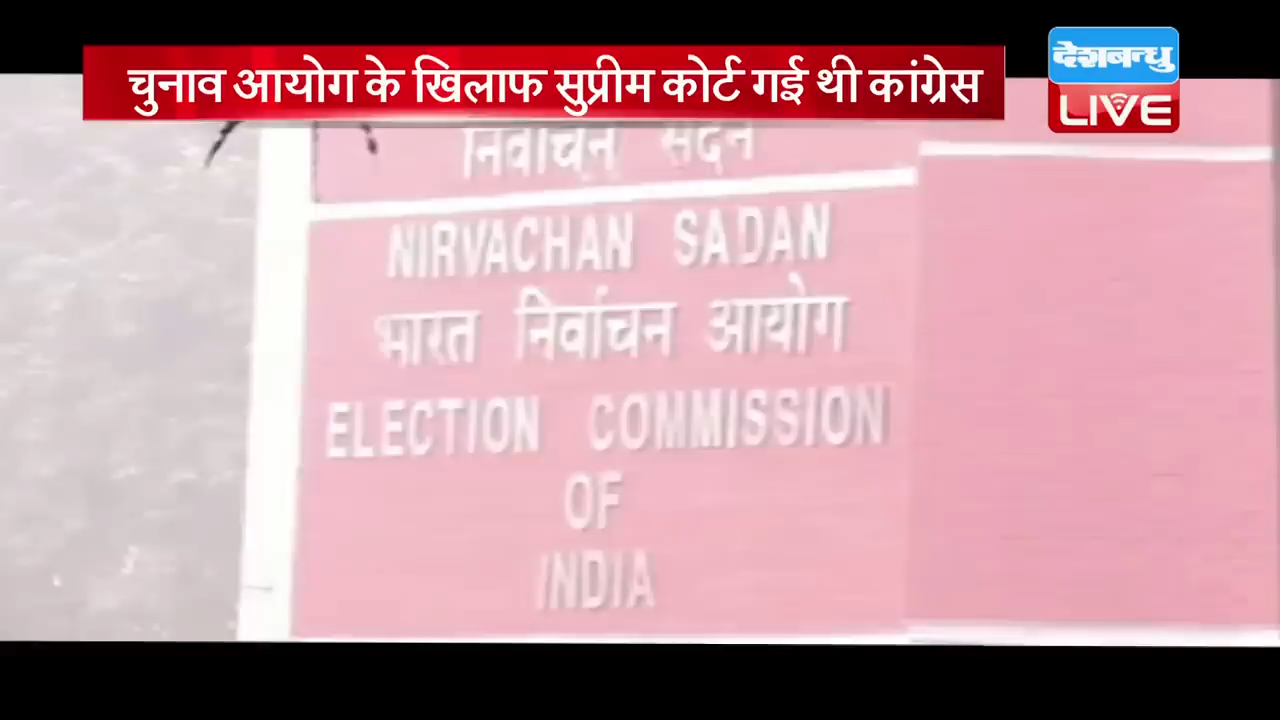 चुनाव आयोग के खिलाफ सुप्रीम कोर्ट गई थी कांग्रेस
देशबन्धु
LIVE
निर्वाचन सदन
NIRVACHAN SADAN
भारत निर्वाचन आयोग
ELECTION COMMISSION
OF
INDIA